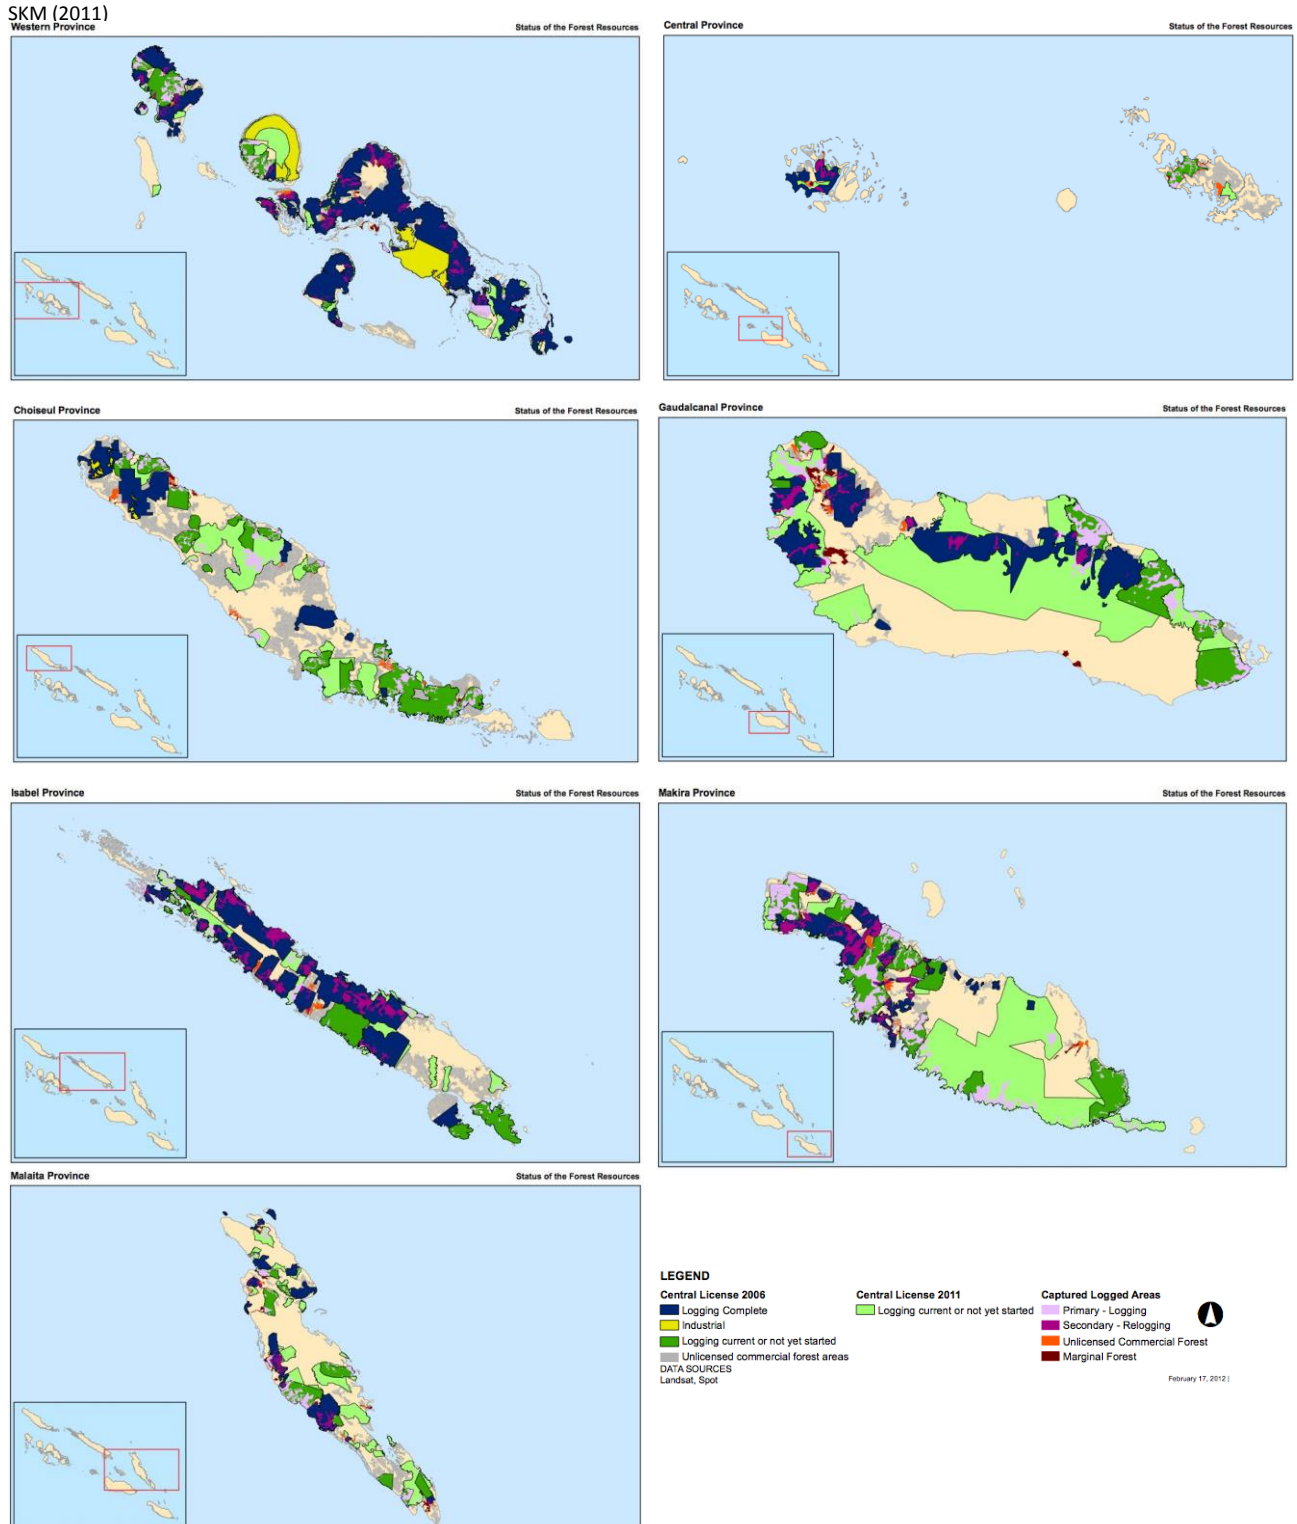 SKM (2011)
Western Province
Status of the Forest Resources
Central Province
Status of the Forest Resources
Choiseul Province
Status of the Forest Resources
Gaudalcanal Province
Status of the Forest Resources
Isabel Province
Status of the Forest Resources
Makira Province
Status of the Forest Resources
Malaita Province
Status of the Forest Resources
LEGEND
Central License 2006
Logging Complete
Industrial
Logging current or not yet started
Unlicensed commercial forest areas
DATA SOURCES
Landsat, Spot
Central License 2011
Logging current or not yet started
Captured Logged Areas
Primary - Logging
Secondary - Relogging
Unlicensed Commercial Forest
Marginal Forest
February 17, 2012 |